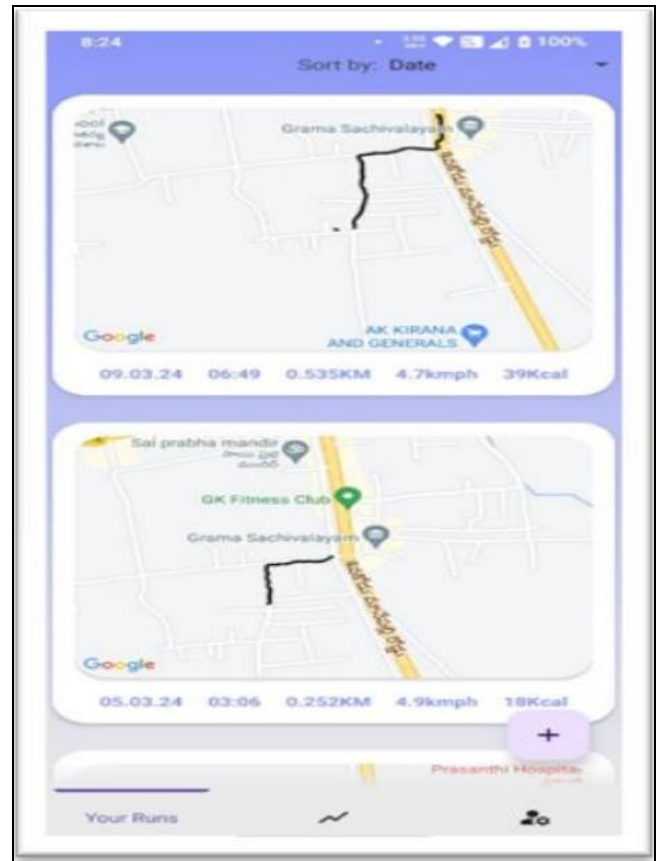 8:24
100%
Sort by: Date
Grama Sachivalayam
Google
AK KIRANA
AND GENERALS
09.03.24 06:49 0.535KM 4.7kmph 39Kcal
Sai prabha mandir
GK Fitness Club
Grama Sachivalayam
Google
05.03.24 03:06 0.252KM 4.9kmph 18Kcal
+
Prasanthi Hospital
Your Runs